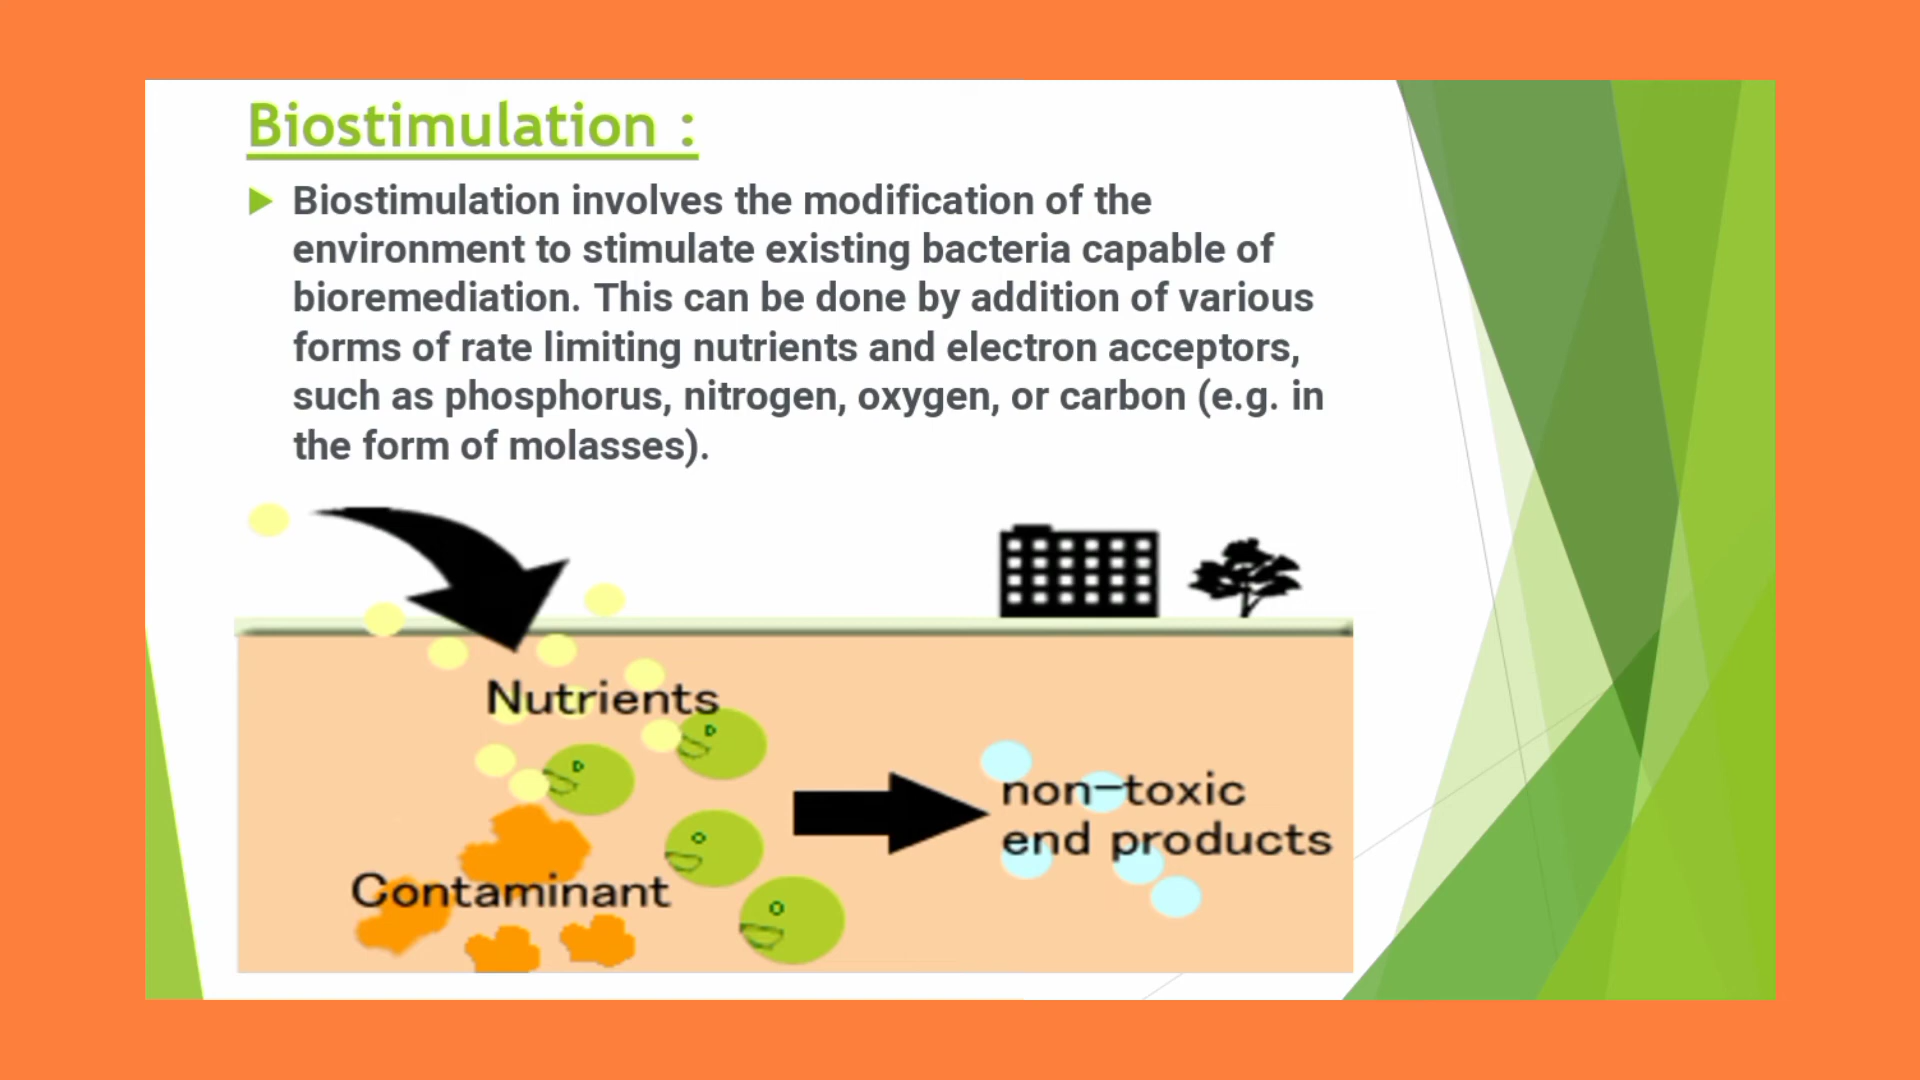 Biostimulation :
Biostimulation involves the modification of the
environment to stimulate existing bacteria capable of
bioremediation. This can be done by addition of various
forms of rate limiting nutrients and electron acceptors,
such as phosphorus, nitrogen, oxygen, or carbon (e.g. in
the form of molasses).
Nutrients
Contaminant
non-toxic
end products